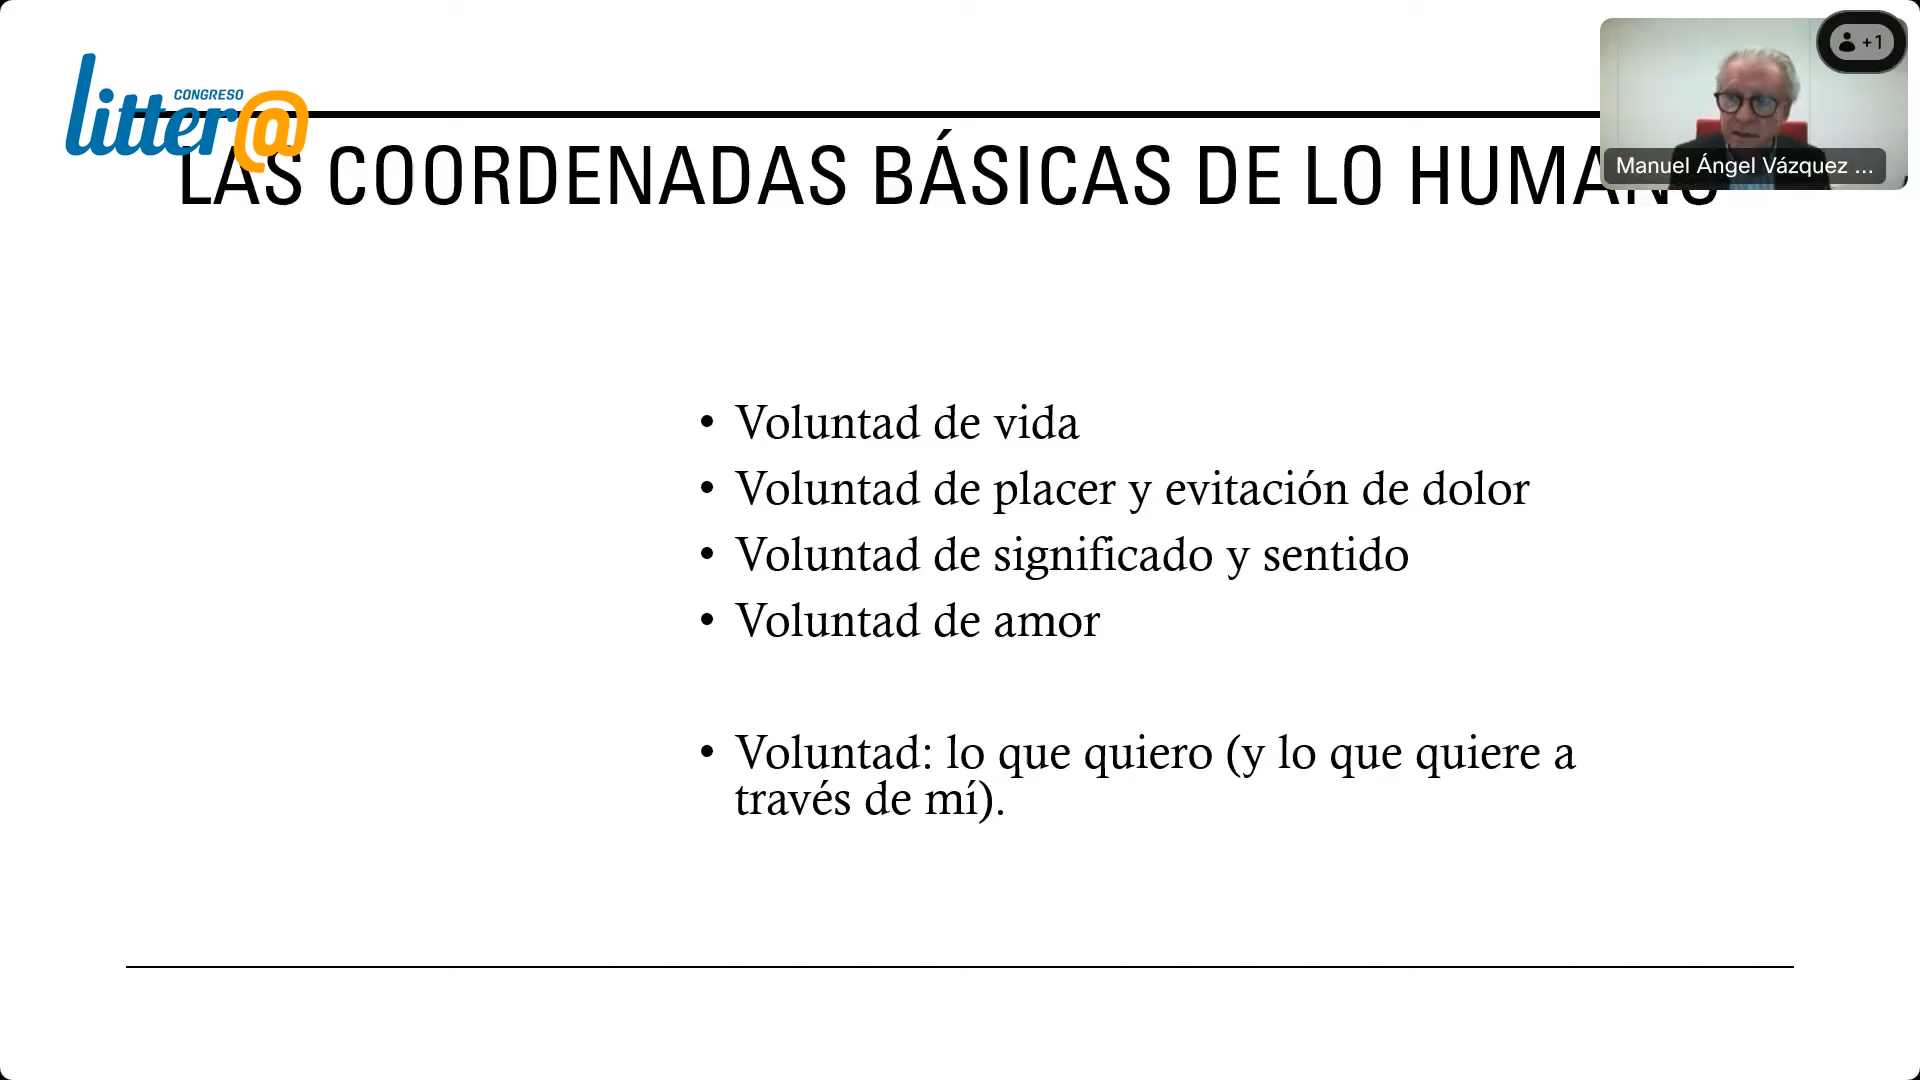 CONGRESO
litter@
+1
Manuel Ángel Vázquez ...
LAS COORDENADAS BÁSICAS DE LO HUMANO
• Voluntad de vida
• Voluntad de placer y evitación de dolor
• Voluntad de significado y sentido
• Voluntad de amor
• Voluntad: lo que quiero (y lo que quiere a
través de mí).